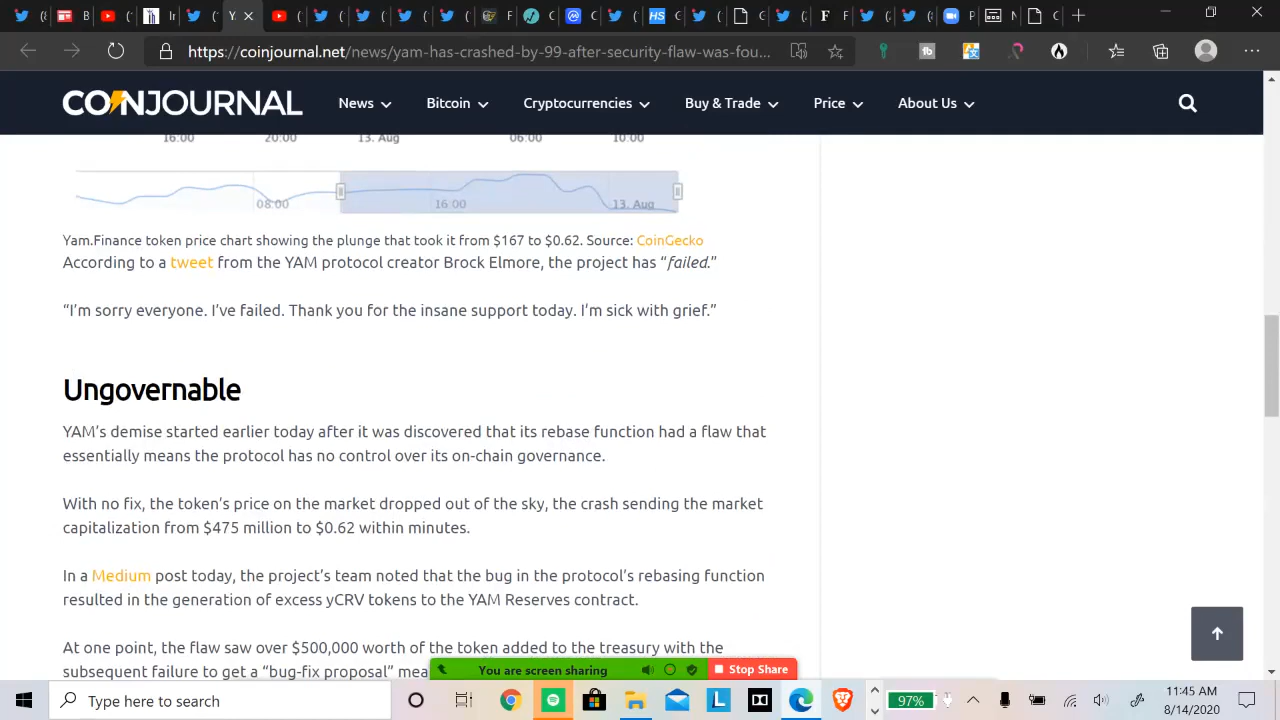 https://coinjournal.net/news/yam-has-crashed-by-99-after-security-flaw-was-fou...
COINJOURNAL
News
Bitcoin
Cryptocurrencies
Buy & Trade
Price
About Us
16:00 20:00 13. Aug 06:00 10:00
08:00 16:00 13. Aug
Yam.Finance token price chart showing the plunge that took it from $167 to $0.62. Source: CoinGecko
According to a tweet from the YAM protocol creator Brock Elmore, the project has “failed.”
“I’m sorry everyone. I’ve failed. Thank you for the insane support today. I’m sick with grief.”
Ungovernable
YAM’s demise started earlier today after it was discovered that its rebase function had a flaw that
essentially means the protocol has no control over its on-chain governance.
With no fix, the token’s price on the market dropped out of the sky, the crash sending the market
capitalization from $475 million to $0.62 within minutes.
In a Medium post today, the project’s team noted that the bug in the protocol’s rebasing function
resulted in the generation of excess yCRV tokens to the YAM Reserves contract.
At one point, the flaw saw over $500,000 worth of the token added to the treasury with the
subsequent failure to get a “bug-fix proposal” mea
You are screen sharing
Stop Share
Type here to search
97%
11:45 AM
8/14/2020